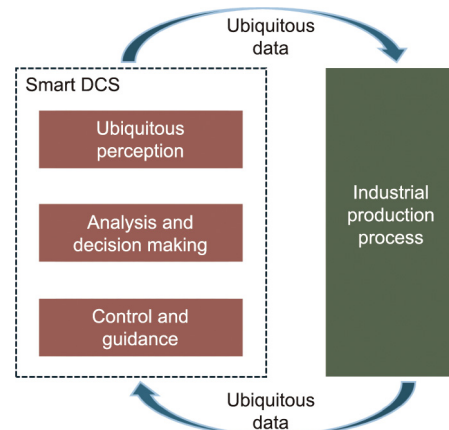 Ubiquitous
data
Smart DCS
Ubiquitous
perception
Analysis and
decision making
Control and
guidance
Industrial
production
process
Ubiquitous
data